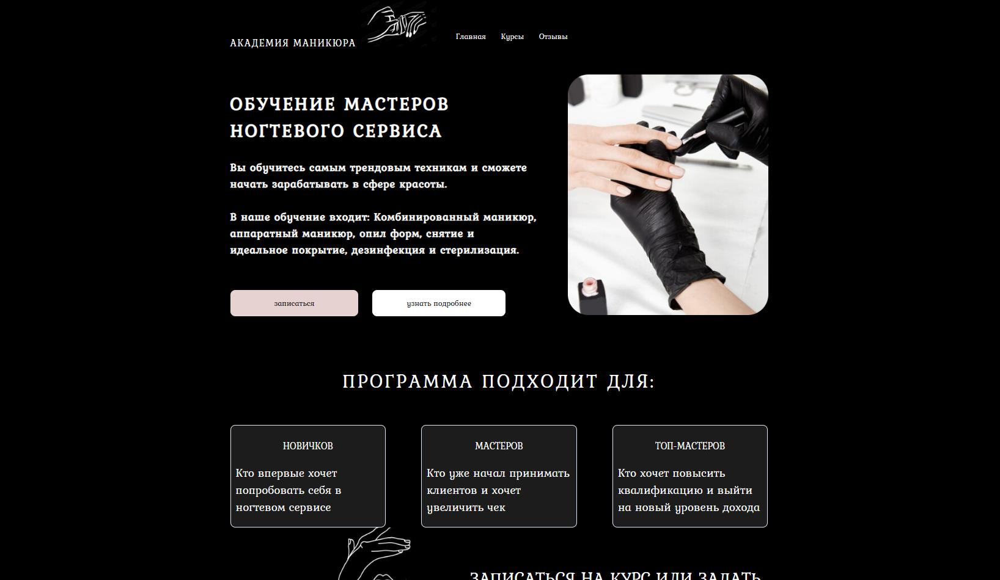 АКАДЕМИЯ МАНИКЮРА
Главная Курсы Отзывы
ОБУЧЕНИЕ МАСТЕРОВ
НОГТЕВОГО СЕРВИСА
Вы обучитесь самым трендовым техникам и сможете
начать зарабатывать в сфере красоты.
В наше обучение входит: Комбинированный маникюр,
аппаратный маникюр, опил форм, снятие и
идеальное покрытие, дезинфекция и стерилизация.
записаться
узнать подробнее
ПРОГРАММА ПОДХОДИТ ДЛЯ:
НОВИЧКОВ
Кто впервые хочет
попробовать себя в
ногтевом сервисе
МАСТЕРОВ
Кто уже начал принимать
клиентов и хочет
увеличить чек
ТОП-МАСТЕРОВ
Кто хочет повысить
квалификацию и выйти
на новый уровень дохода
ЗАПИСАТЬСЯ НА КУРС ИЛИ ЗАДАТЬ